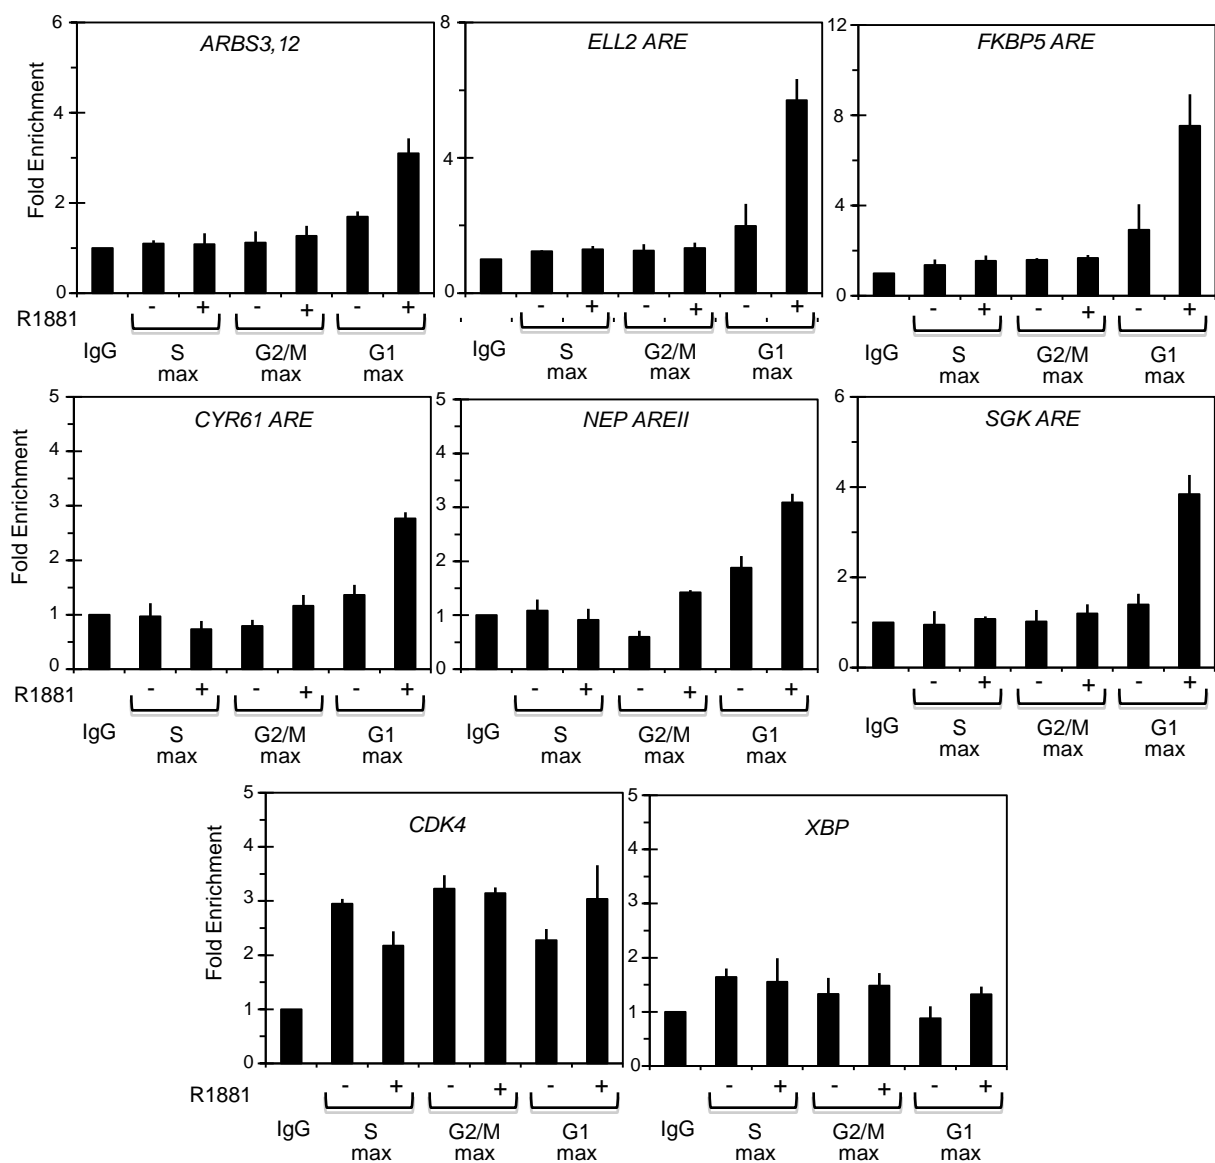 ARBS3,12
Fold Enrichment
6
4
2
0
R1881
- + - + - +
IgG S G2/M G1
max max max
ELL2 ARE
8
4
0
- + - + - +
IgG S G2/M G1
max max max
FKBP5 ARE
12
8
4
0
- + - + - +
IgG S G2/M G1
max max max
CYR61 ARE
Fold Enrichment
5
4
3
2
1
0
R1881
- + - + - +
IgG S G2/M G1
max max max
NEP AREII
5
4
3
2
1
0
- + - + - +
IgG S G2/M G1
max max max
SGK ARE
6
4
2
0
- + - + - +
IgG S G2/M G1
max max max
CDK4
Fold Enrichment
5
4
3
2
1
0
R1881
- + - + - +
IgG S G2/M G1
max max max
XBP
5
4
3
2
1
0
- + - + - +
IgG S G2/M G1
max max max